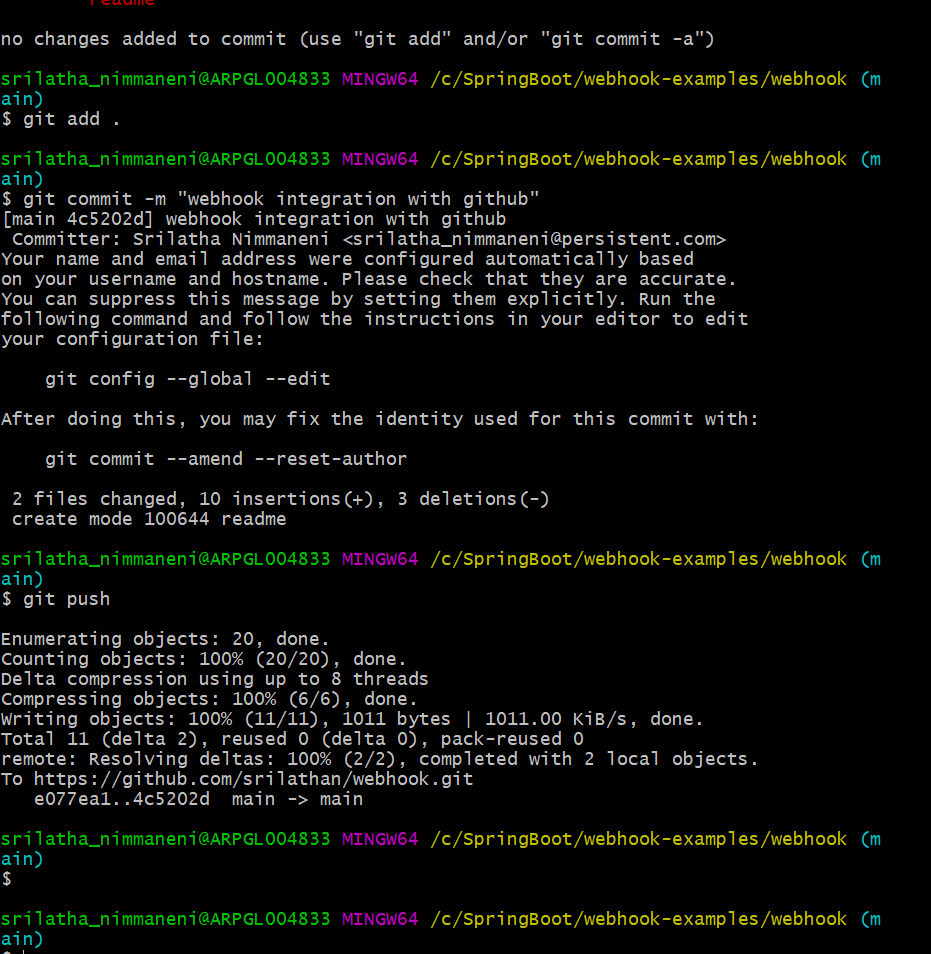 readme
no changes added to commit (use "git add" and/or "git commit -a")
srilatha_nimmaneni@ARPGL004833 MINGW64 /c/SpringBoot/webhook-examples/webhook (m
ain)
$ git add .
srilatha_nimmaneni@ARPGL004833 MINGW64 /c/SpringBoot/webhook-examples/webhook (m
ain)
$ git commit -m "webhook integration with github"
[main 4c5202d] webhook integration with github
 Committer: Srilatha Nimmaneni <srilatha_nimmaneni@persistent.com>
Your name and email address were configured automatically based
on your username and hostname. Please check that they are accurate.
You can suppress this message by setting them explicitly. Run the
following command and follow the instructions in your editor to edit
your configuration file:
    git config --global --edit
After doing this, you may fix the identity used for this commit with:
    git commit --amend --reset-author
 2 files changed, 10 insertions(+), 3 deletions(-)
 create mode 100644 readme
srilatha_nimmaneni@ARPGL004833 MINGW64 /c/SpringBoot/webhook-examples/webhook (m
ain)
$ git push
Enumerating objects: 20, done.
Counting objects: 100% (20/20), done.
Delta compression using up to 8 threads
Compressing objects: 100% (6/6), done.
Writing objects: 100% (11/11), 1011 bytes | 1011.00 KiB/s, done.
Total 11 (delta 2), reused 0 (delta 0), pack-reused 0
remote: Resolving deltas: 100% (2/2), completed with 2 local objects.
To https://github.com/srilathan/webhook.git
   e077ea1..4c5202d  main -> main
srilatha_nimmaneni@ARPGL004833 MINGW64 /c/SpringBoot/webhook-examples/webhook (m
ain)
$
srilatha_nimmaneni@ARPGL004833 MINGW64 /c/SpringBoot/webhook-examples/webhook (m
ain)
$